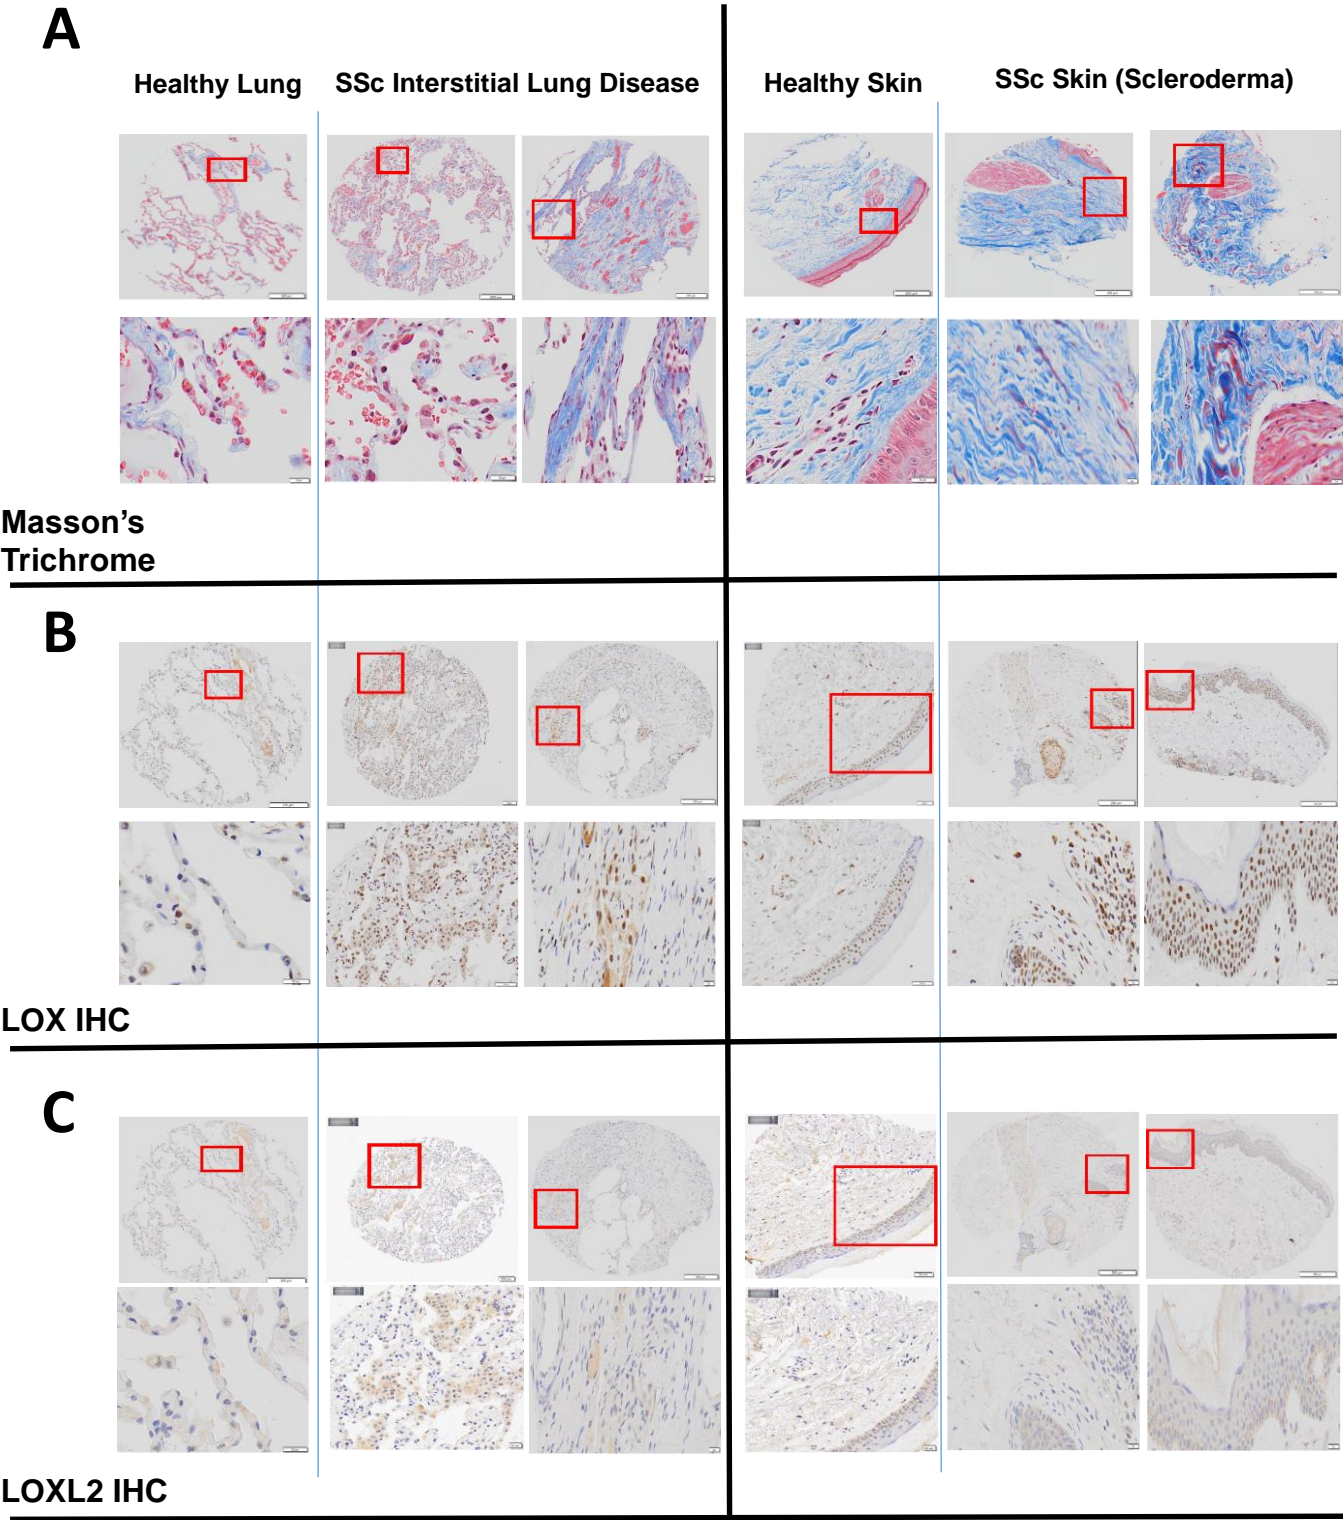 A
Healthy Lung
SSc Interstitial Lung Disease
Healthy Skin
SSc Skin (Scleroderma)
Masson's
Trichrome
B
LOX IHC
C
LOXL2 IHC